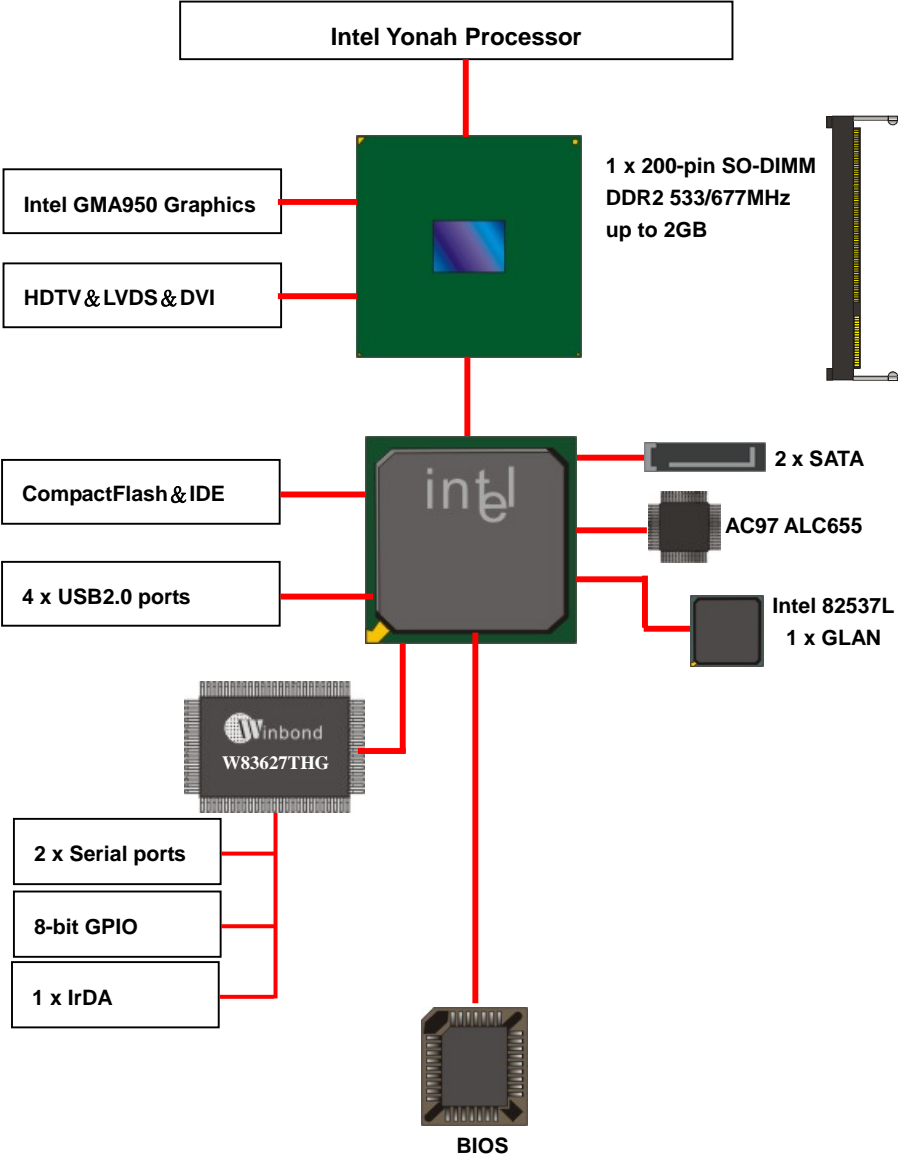 Intel Yonah Processor
1 x 200-pin SO-DIMM
DDR2 533/677MHz
up to 2GB
Intel GMA950 Graphics
HDTV&LVDS&DVI
intel
2 x SATA
CompactFlash&IDE
AC97 ALC655
4 x USB2.0 ports
Intel 82537L
1 x GLAN
Winbond
W83627THG
2 x Serial ports
8-bit GPIO
1 x IrDA
BIOS